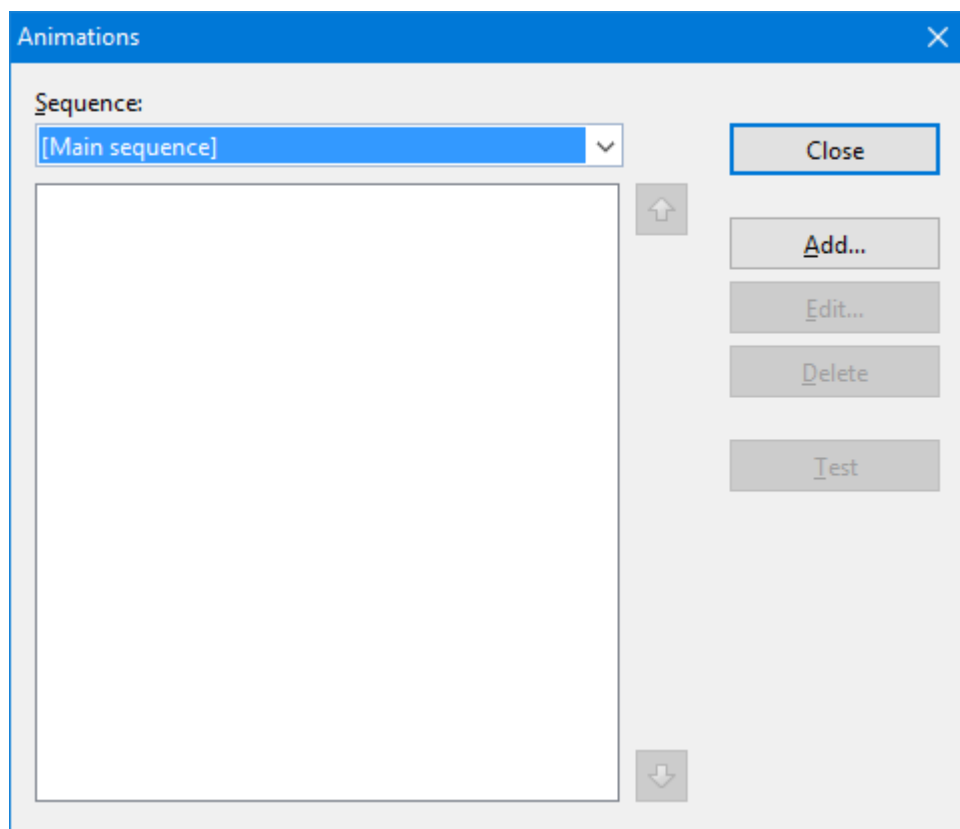 Animations
Sequence:
[Main sequence]
Close
Add...
Edit...
Delete
Test